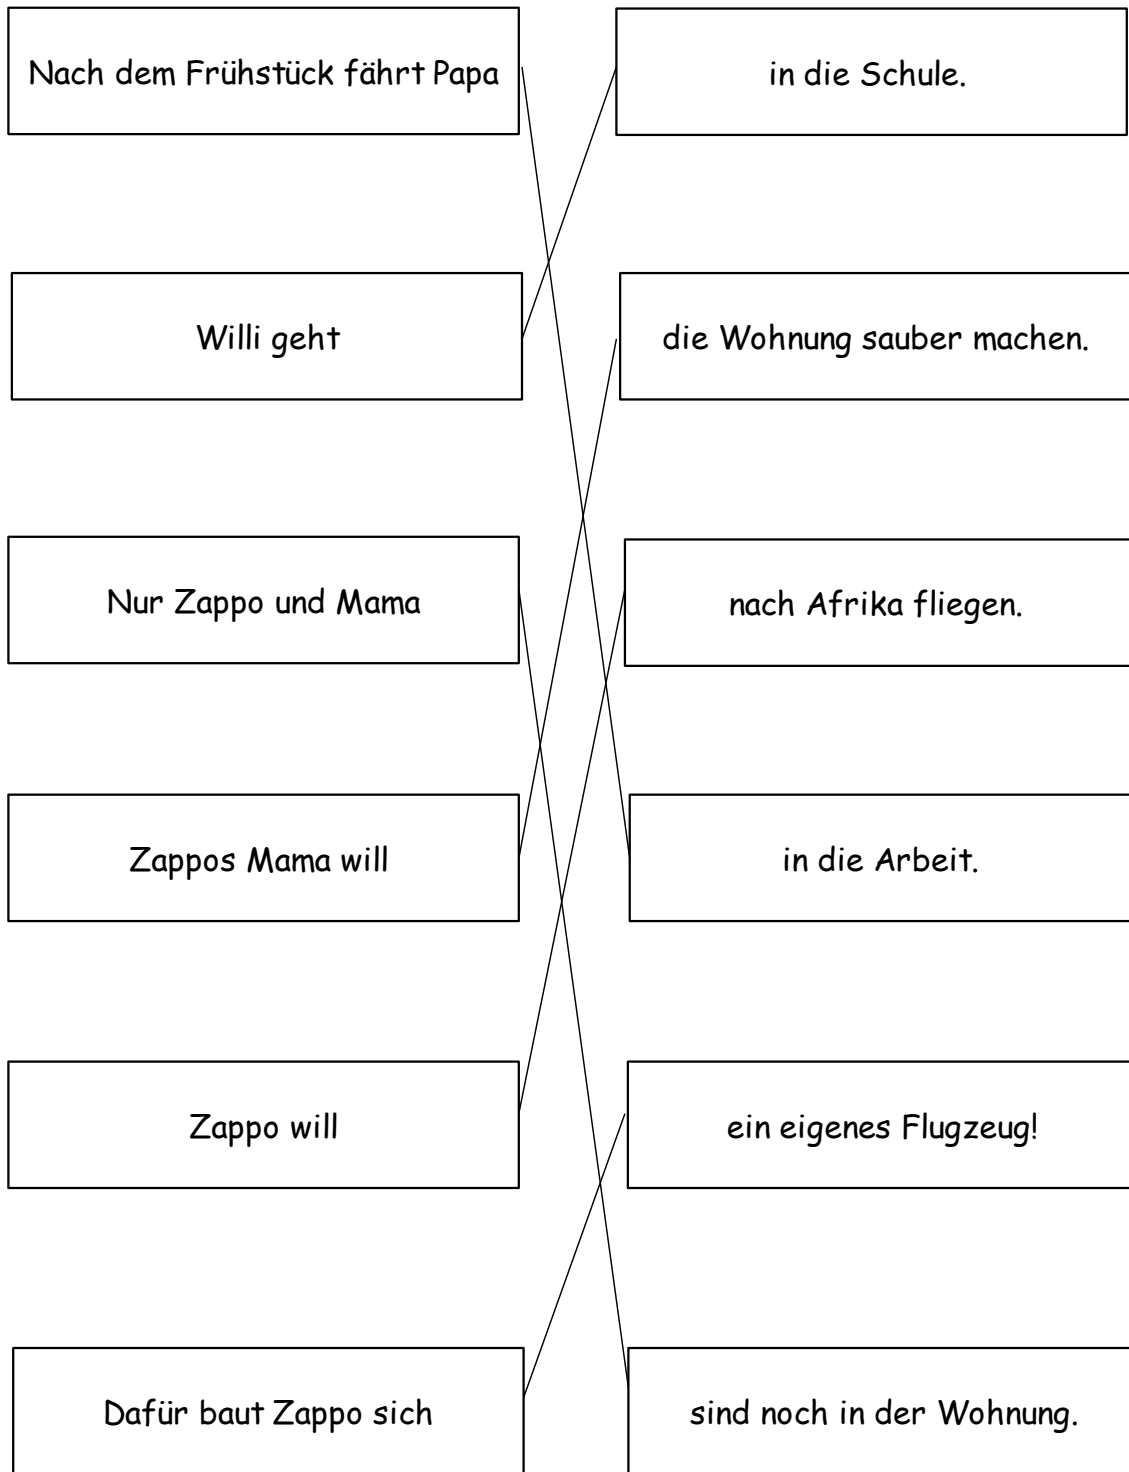 Nach dem Frühstück fährt Papa
in die Schule.
Willi geht
die Wohnung sauber machen.
Nur Zappo und Mama
nach Afrika fliegen.
Zappos Mama will
in die Arbeit.
Zappo will
ein eigenes Flugzeug!
Dafür baut Zappo sich
sind noch in der Wohnung.